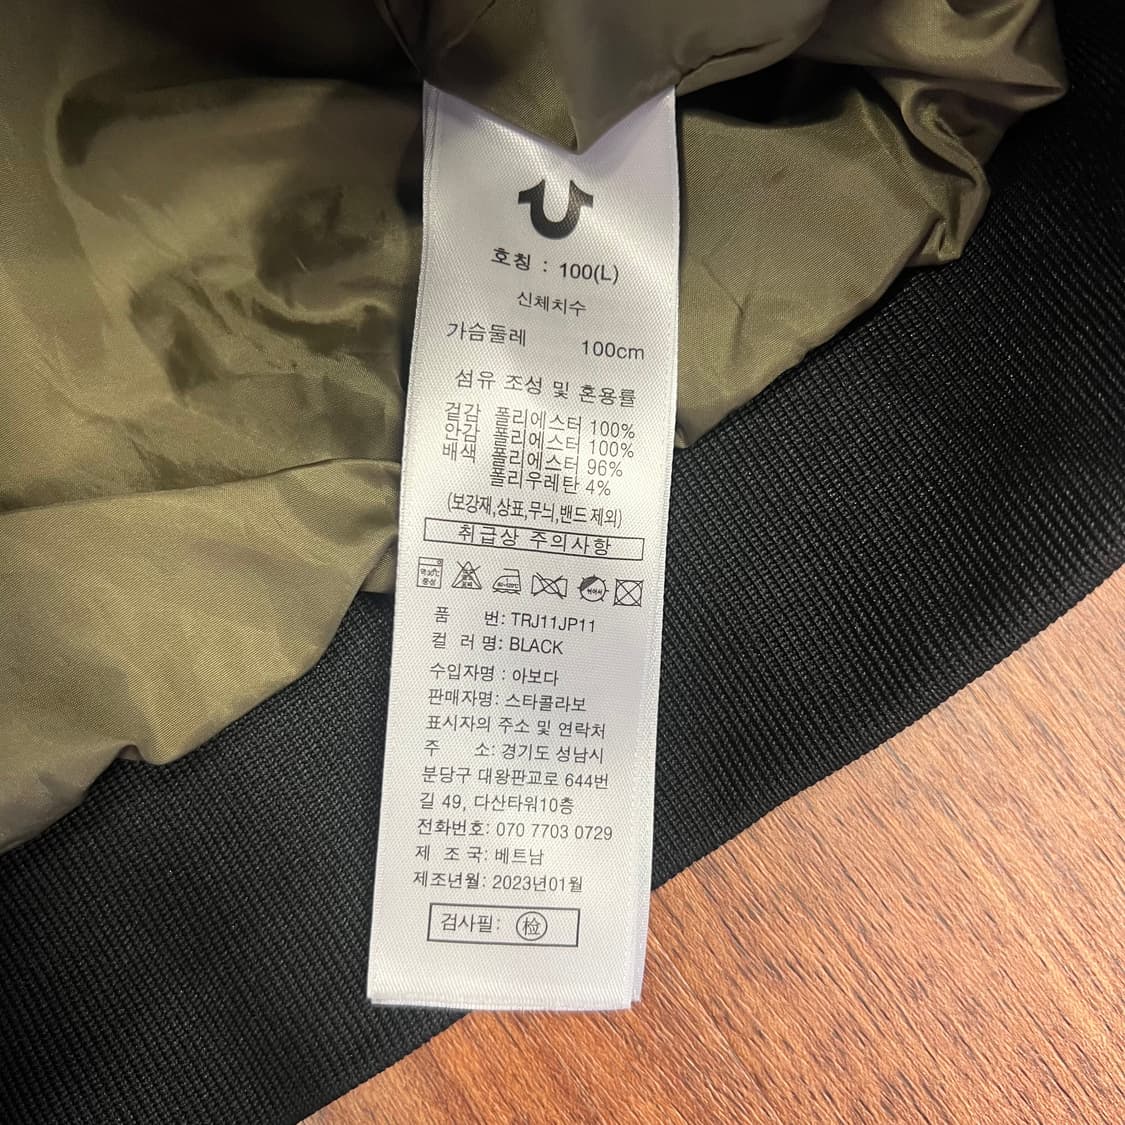 호칭 : 100(L)
신체치수
가슴둘레 100cm
섬유 조성 및 혼용률
겉감 폴리에스터 100%
안감 폴리에스터 100%
배색 폴리에스터 96%
폴리우레탄 4%
(보강재,상표,무늬,밴드 제외)
취급상 주의사항
품 번: TRJ11JP11
컬 러 명: BLACK
수입자명 : 아보다
판매자명: 스타콜라보
표시자의 주소 및 연락처
주 소: 경기도 성남시
분당구 대왕판교로 644번
길 49, 다산타워10층
전화번호: 070 7703 0729
제 조 국: 베트남
제조년월: 2023년01월
검사필: 检